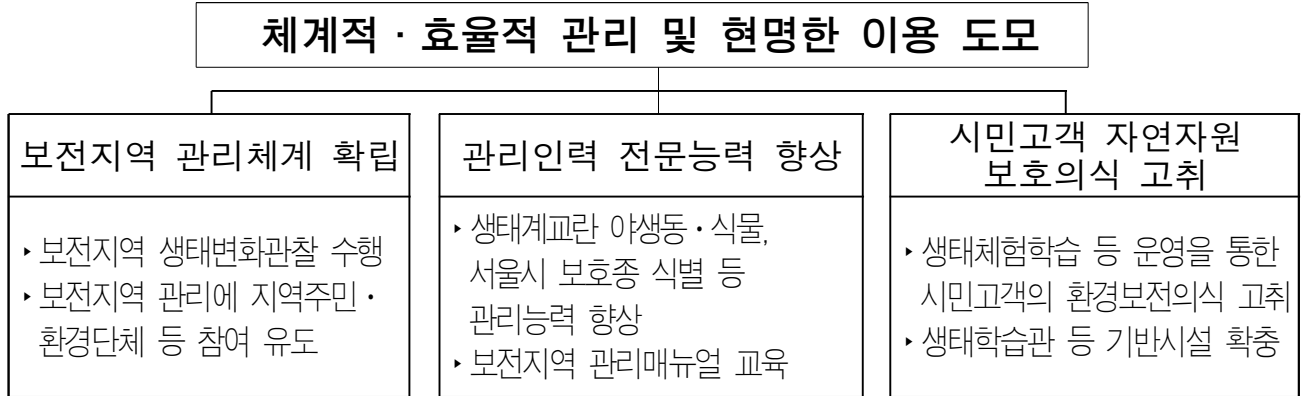 체계적·효율적 관리 및 현명한 이용 도모
보전지역 관리체계 확립
‣보전지역 생태변화관찰 수행
‣보전지역 관리에 지역주민·
환경단체 등 참여 유도
관리인력 전문능력 향상
‣생태계교란 야생동·식물,
서울시 보호종 식별 등
관리능력 향상
‣보전지역 관리매뉴얼 교육
시민고객 자연자원
보호의식 고취
‣생태체험학습 등 운영을 통한
시민고객의 환경보전의식 고취
‣생태학습관 등 기반시설 확충